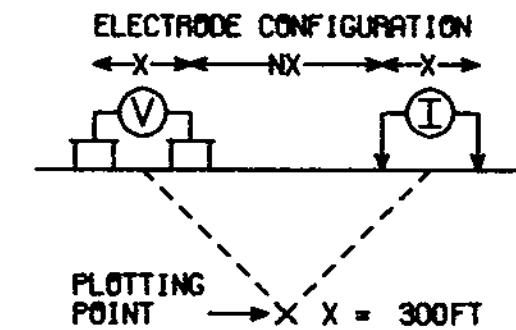 ELECTRODE CONFIGURATION
X NX X
V I
PLOTTING
POINT X X = 300FT